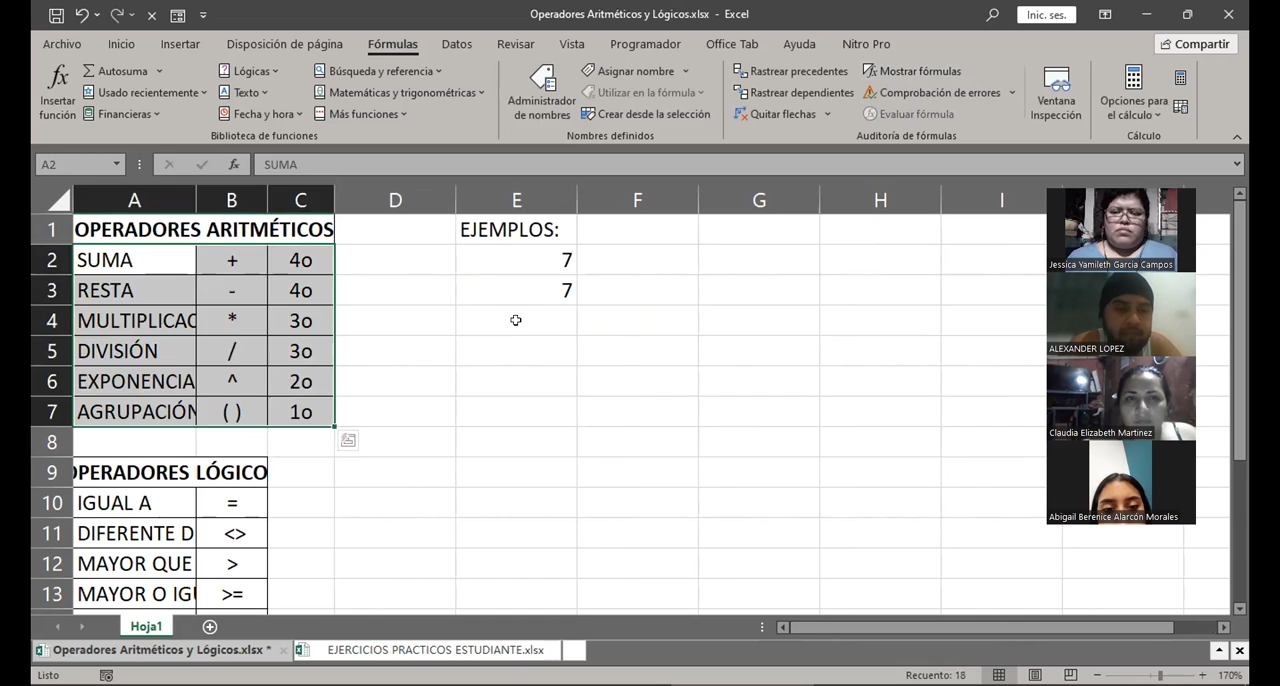 Operadores Aritméticos y Lógicos.xlsx - Excel
Inic. ses.
Archivo Inicio Insertar Disposición de página Fórmulas Datos Revisar Vista Programador Office Tab Ayuda Nitro Pro Compartir
fx Insertar función
Autosuma
Usado recientemente
Financieras
Lógicas
Texto
Fecha y hora
Búsqueda y referencia
Matemáticas y trigonométricas
Más funciones
Biblioteca de funciones
Administrador de nombres
Asignar nombre
Utilizar en la fórmula
Crear desde la selección
Nombres definidos
Rastrear precedentes
Rastrear dependientes
Quitar flechas
Mostrar fórmulas
Comprobación de errores
Evaluar fórmula
Auditoría de fórmulas
Ventana Inspección
Opciones para el cálculo
Cálculo
A2 fx SUMA
A B C D E F G H I
1 OPERADORES ARITMÉTICOS EJEMPLOS:
2 SUMA + 4o 7
3 RESTA - 4o 7
4 MULTIPLICAC * 3o
5 DIVISIÓN / 3o
6 EXPONENCIA ^ 2o
7 AGRUPACIÓN ( ) 1o
8
9 OPERADORES LÓGICO
10 IGUAL A =
11 DIFERENTE D <>
12 MAYOR QUE >
13 MAYOR O IGU >=
Jessica Yamileth Garcia Campos
ALEXANDER LOPEZ
Claudia Elizabeth Martinez
Abigail Berenice Alarcón Morales
Hoja1
Operadores Aritméticos y Lógicos.xlsx * EJERCICIOS PRACTICOS ESTUDIANTE.xlsx
Listo Recuento: 18 170%